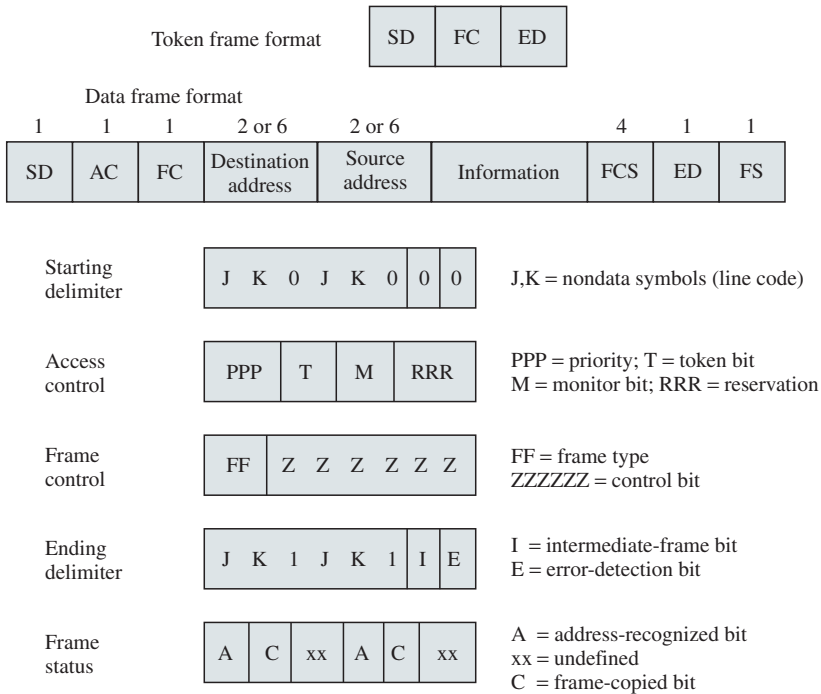 Token frame format
SD FC ED
Data frame format
1 1 1 2 or 6 2 or 6 4 1 1
SD AC FC Destination address Source address Information FCS ED FS
Starting delimiter
J K 0 J K 0 0 0
J,K = nondata symbols (line code)
Access control
PPP T M RRR
PPP = priority; T = token bit
M = monitor bit; RRR = reservation
Frame control
FF Z Z Z Z Z Z
FF = frame type
ZZZZZZ = control bit
Ending delimiter
J K 1 J K 1 I E
I = intermediate-frame bit
E = error-detection bit
Frame status
A C xx A C xx
A = address-recognized bit
xx = undefined
C = frame-copied bit